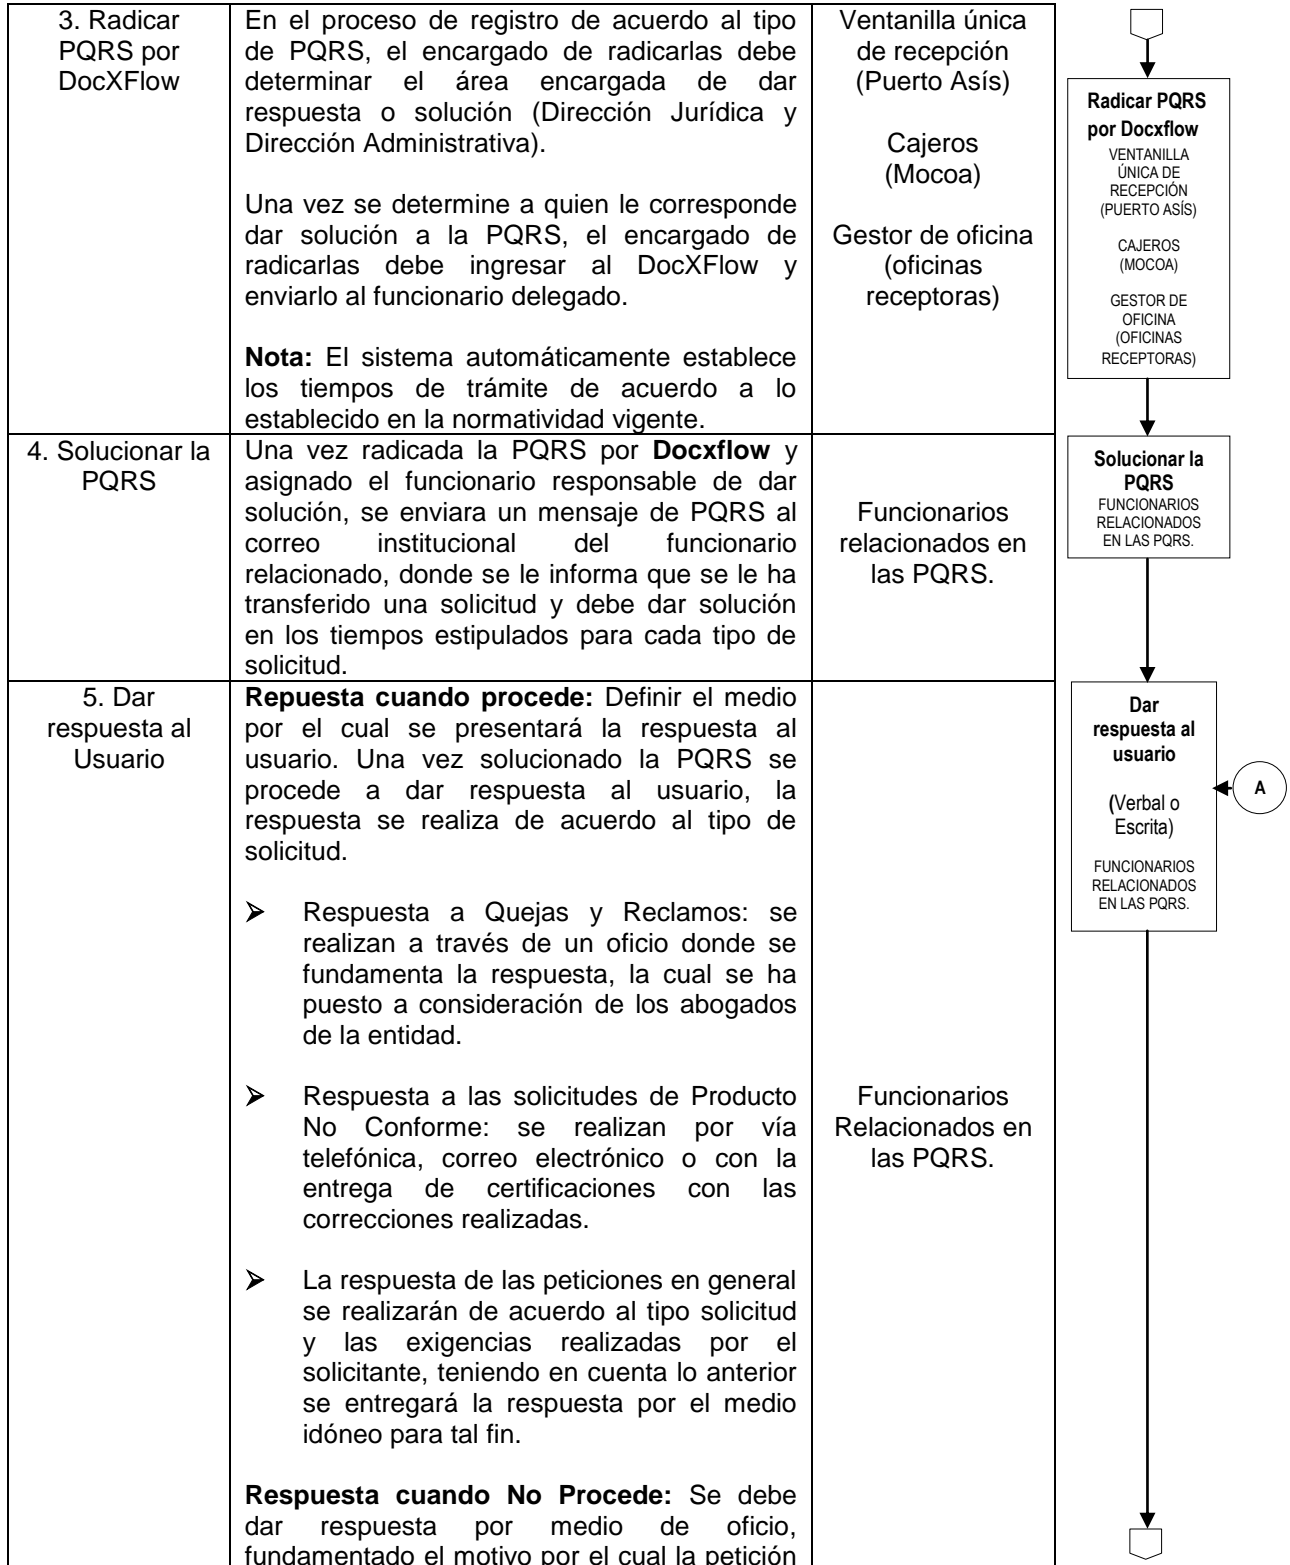 3. Radicar
PQRS por
DocXFlow
En el proceso de registro de acuerdo al tipo
de PQRS, el encargado de radicarlas debe
determinar el área encargada de dar
respuesta o solución (Dirección Jurídica y
Dirección Administrativa).
Una vez se determine a quien le corresponde
dar solución a la PQRS, el encargado de
radicarlas debe ingresar al DocXFlow y
enviarlo al funcionario delegado.
Nota: El sistema automáticamente establece
los tiempos de trámite de acuerdo a lo
establecido en la normatividad vigente.
Ventanilla única
de recepción
(Puerto Asís)
Cajeros
(Mocoa)
Gestor de oficina
(oficinas
receptoras)
Radicar PQRS
por Docxflow
VENTANILLA
ÚNICA DE
RECEPCIÓN
(PUERTO ASÍS)
CAJEROS
(MOCOA)
GESTOR DE
OFICINA
(OFICINAS
RECEPTORAS)
4. Solucionar la
PQRS
Una vez radicada la PQRS por Docxflow y
asignado el funcionario responsable de dar
solución, se enviara un mensaje de PQRS al
correo institucional del funcionario
relacionado, donde se le informa que se le ha
transferido una solicitud y debe dar solución
en los tiempos estipulados para cada tipo de
solicitud.
Funcionarios
relacionados en
las PQRS.
Solucionar la
PQRS
FUNCIONARIOS
RELACIONADOS
EN LAS PQRS.
5. Dar
respuesta al
Usuario
Repuesta cuando procede: Definir el medio
por el cual se presentará la respuesta al
usuario. Una vez solucionado la PQRS se
procede a dar respuesta al usuario, la
respuesta se realiza de acuerdo al tipo de
solicitud.
➢ Respuesta a Quejas y Reclamos: se
realizan a través de un oficio donde se
fundamenta la respuesta, la cual se ha
puesto a consideración de los abogados
de la entidad.
➢ Respuesta a las solicitudes de Producto
No Conforme: se realizan por vía
telefónica, correo electrónico o con la
entrega de certificaciones con las
correcciones realizadas.
➢ La respuesta de las peticiones en general
se realizarán de acuerdo al tipo solicitud
y las exigencias realizadas por el
solicitante, teniendo en cuenta lo anterior
se entregará la respuesta por el medio
idóneo para tal fin.
Respuesta cuando No Procede: Se debe
dar respuesta por medio de oficio,
fundamentado el motivo por el cual la petición
Funcionarios
Relacionados en
las PQRS.
Dar
respuesta al
usuario
(Verbal o
Escrita)
FUNCIONARIOS
RELACIONADOS
EN LAS PQRS.
A